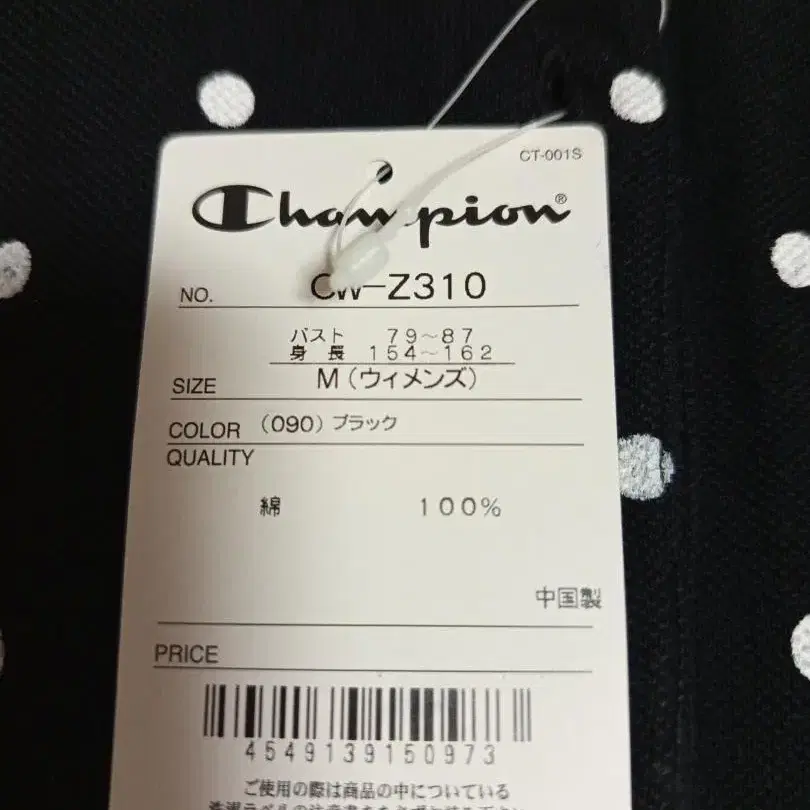 CT-001S
Champion®
NO. CW-Z310
バスト 79~87
身長 154~162
SIZE M(ウィメンズ)
COLOR (090)ブラック
QUALITY
綿 100%
中国製
PRICE
4549139150973
ご使用の際は商品の中についている